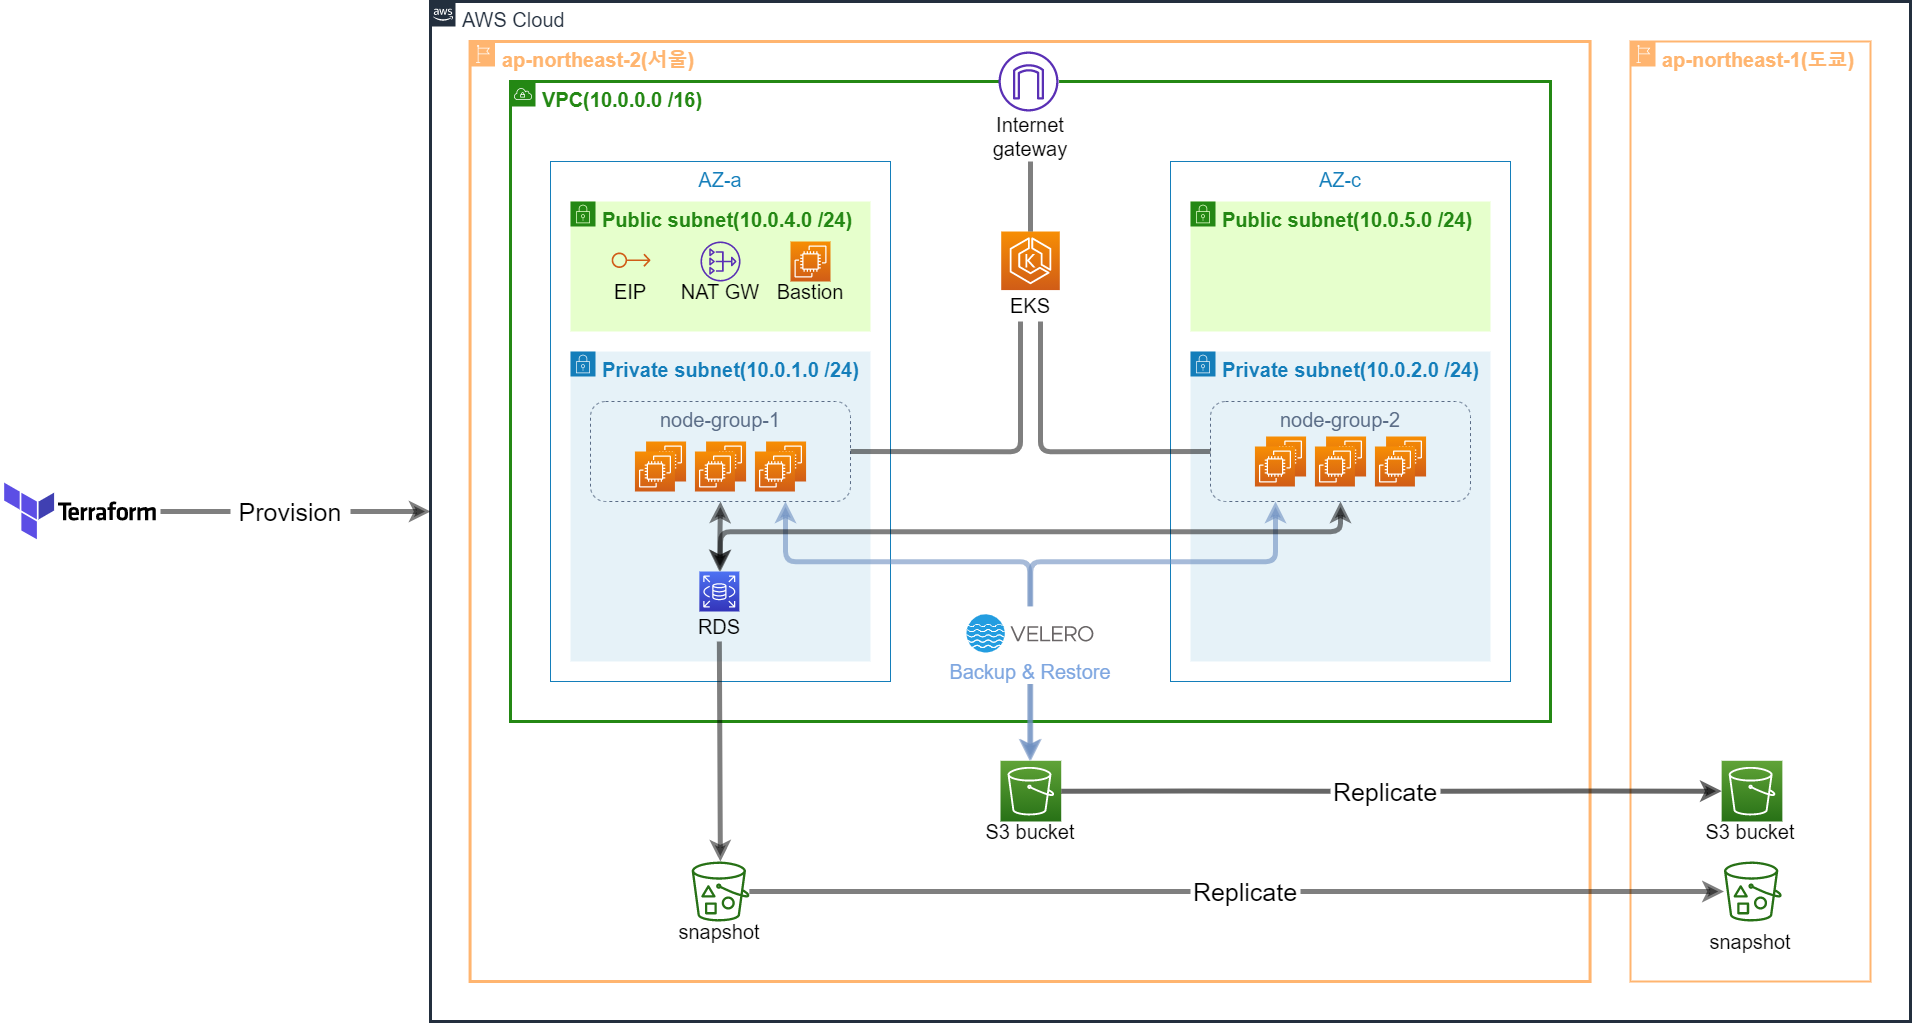 aws
AWS Cloud
ap-northeast-2(서울)
ap-northeast-1(도쿄)
VPC(10.0.0.0 /16)
Internet
gateway
AZ-a
AZ-c
Public subnet(10.0.4.0 /24)
Public subnet(10.0.5.0 /24)
EIP
NAT GW
Bastion
K
EKS
Private subnet(10.0.1.0 /24)
Private subnet(10.0.2.0 /24)
node-group-1
node-group-2
Terraform
Provision
RDS
VELERO
Backup & Restore
Replicate
S3 bucket
S3 bucket
Replicate
snapshot
snapshot